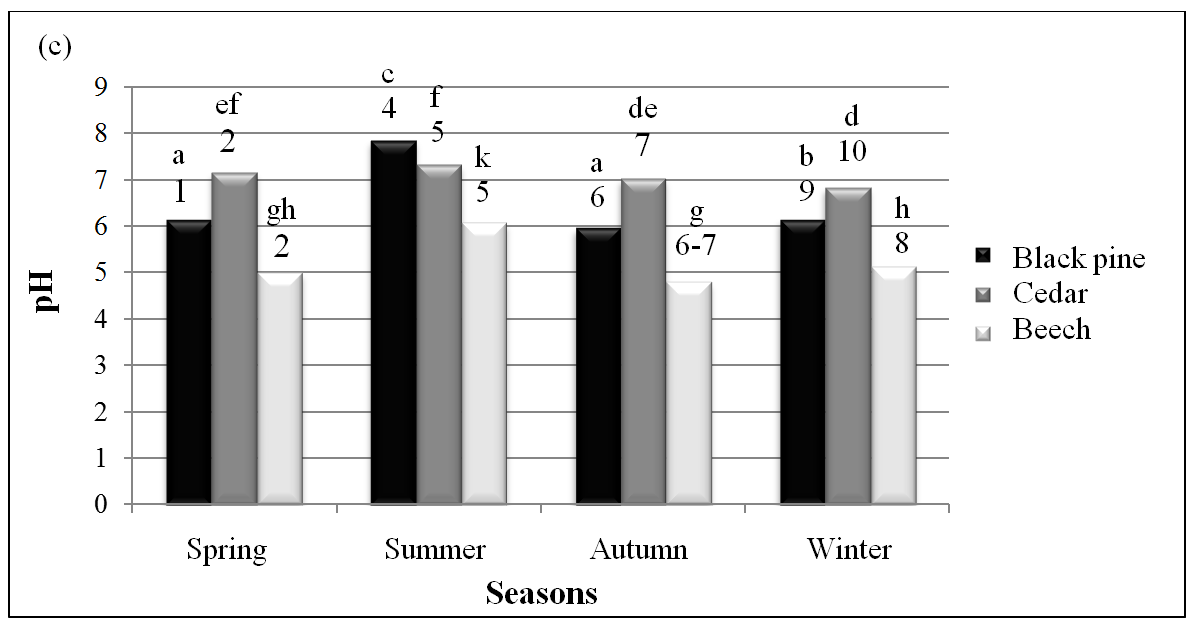 (c)
9
8
7
6
5
4
3
2
1
0
pH
a
1
ef
2
gh
2
c
4
f
5
k
5
a
6
de
7
g
6-7
b
9
d
10
h
8
Spring
Summer
Autumn
Winter
Seasons
Black pine
Cedar
Beech